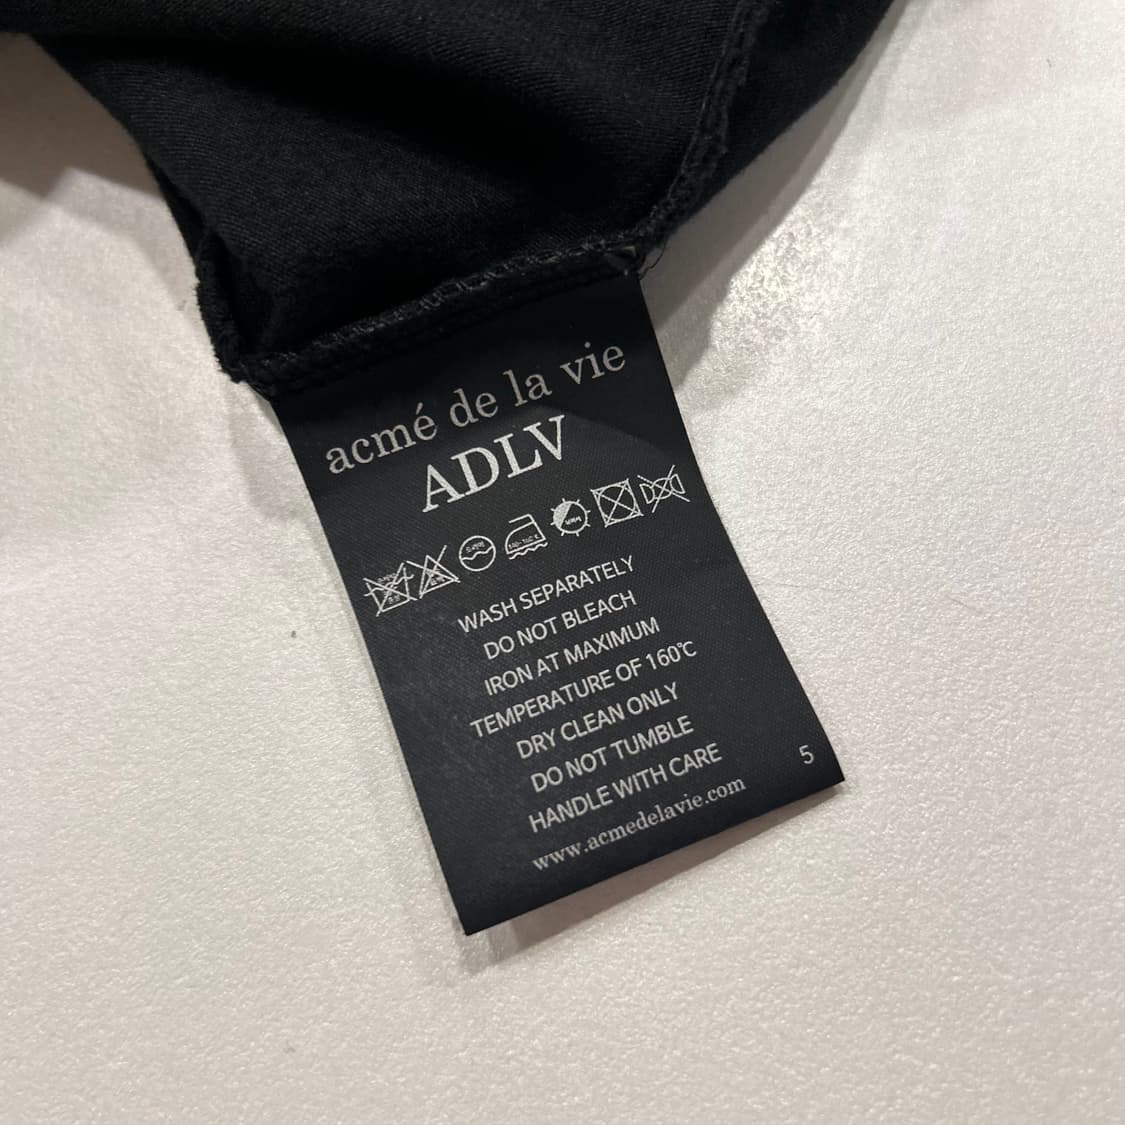 acmé de la vie
ADLV
WASH SEPARATELY
DO NOT BLEACH
IRON AT MAXIMUM
TEMPERATURE OF 160℃
DRY CLEAN ONLY
DO NOT TUMBLE
HANDLE WITH CARE
www.acmedelavie.com
5